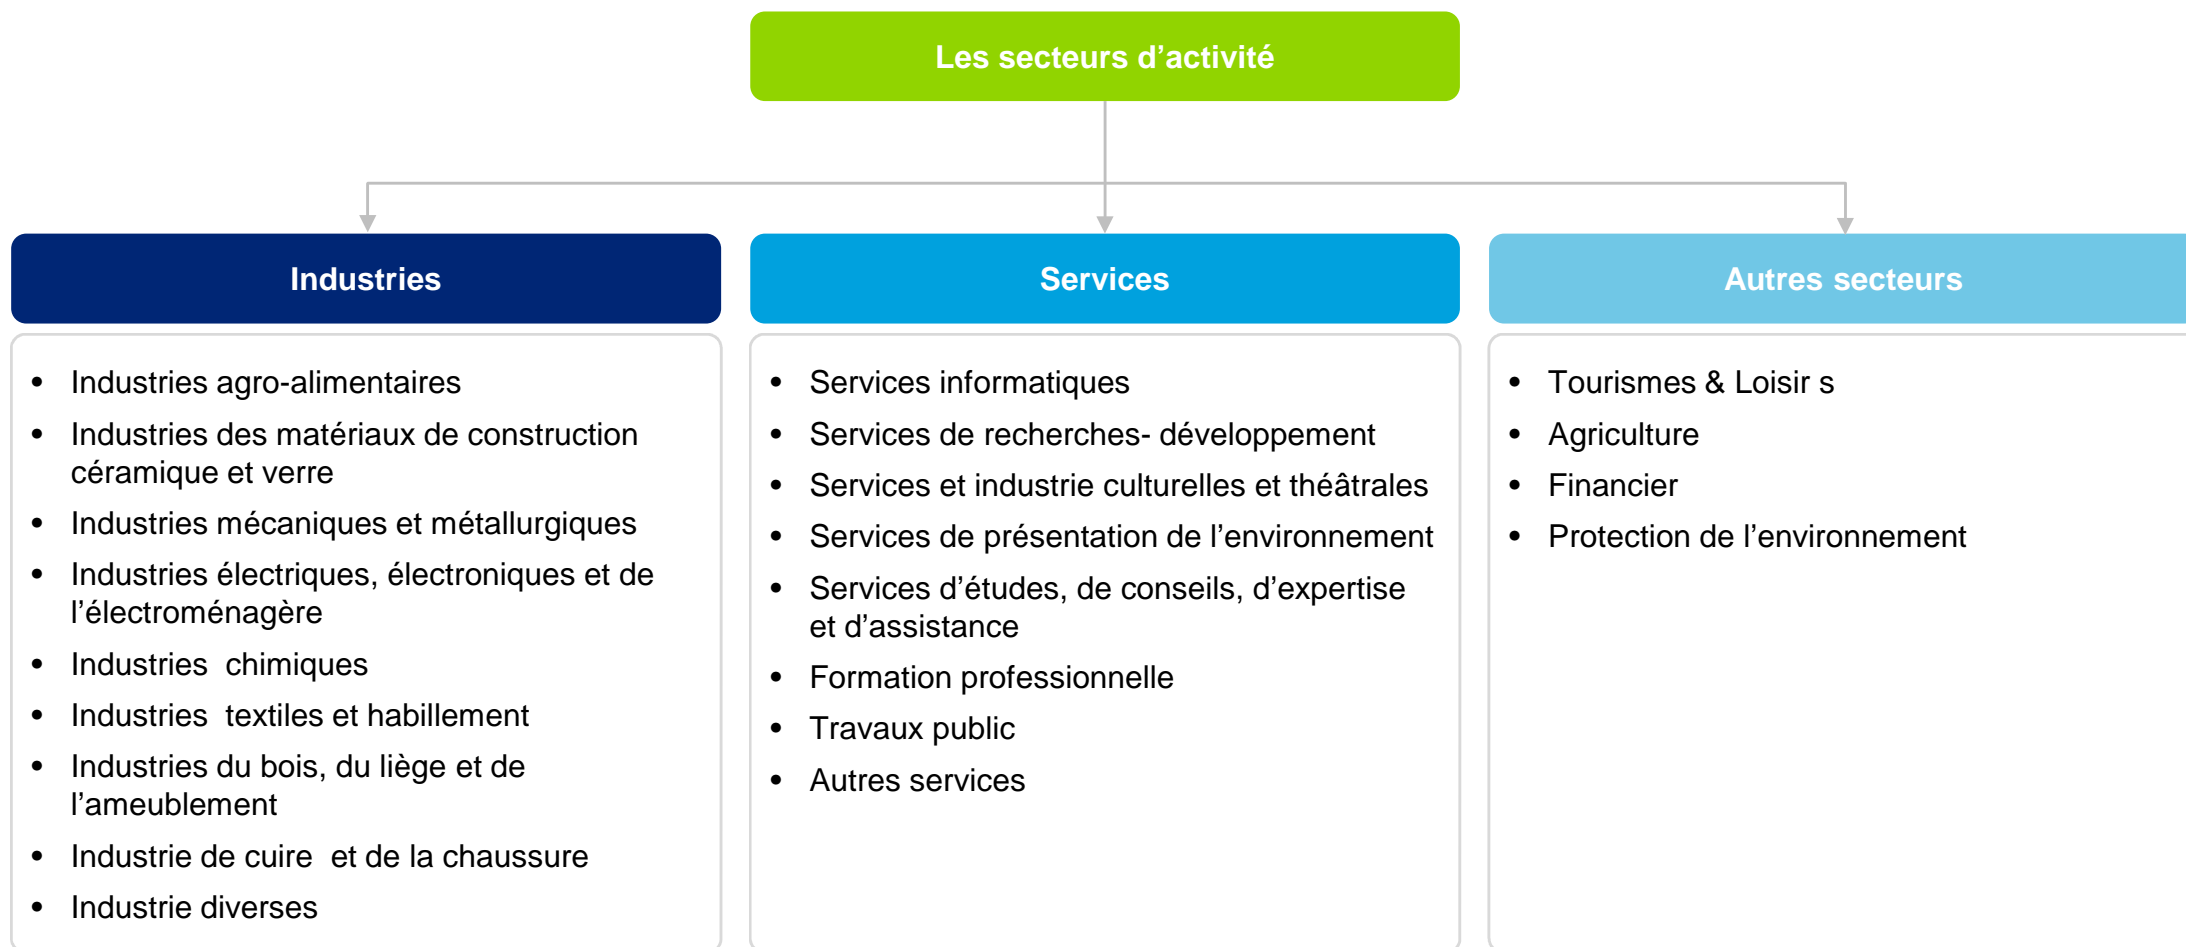 Les secteurs d’activité
Industries
• Industries agro-alimentaires
• Industries des matériaux de construction
céramique et verre
• Industries mécaniques et métallurgiques
• Industries électriques, électroniques et de
l’électroménagère
• Industries  chimiques
• Industries  textiles et habillement
• Industries du bois, du liège et de
l’ameublement
• Industrie de cuire  et de la chaussure
• Industrie diverses
Services
• Services informatiques
• Services de recherches- développement
• Services et industrie culturelles et théâtrales
• Services de présentation de l’environnement
• Services d’études, de conseils, d’expertise
et d’assistance
• Formation professionnelle
• Travaux public
• Autres services
Autres secteurs
• Tourismes & Loisir s
• Agriculture
• Financier
• Protection de l’environnement